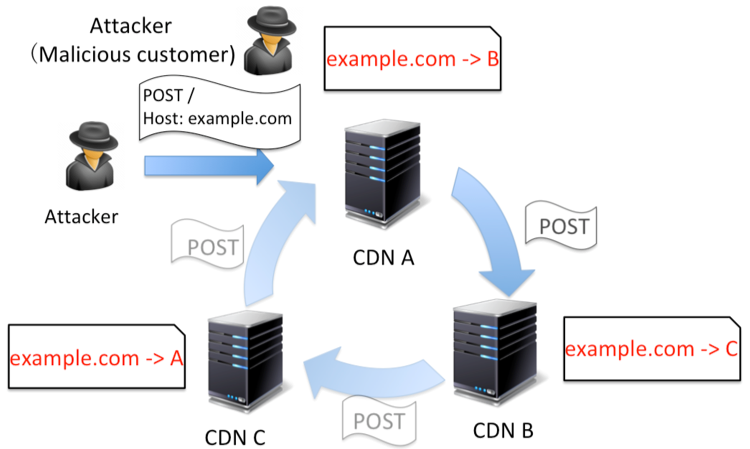 Attacker
（Malicious customer)
example.com -> B
POST /
Host: example.com
Attacker
CDN A
POST
POST
example.com -> A
example.com -> C
POST
CDN C
CDN B